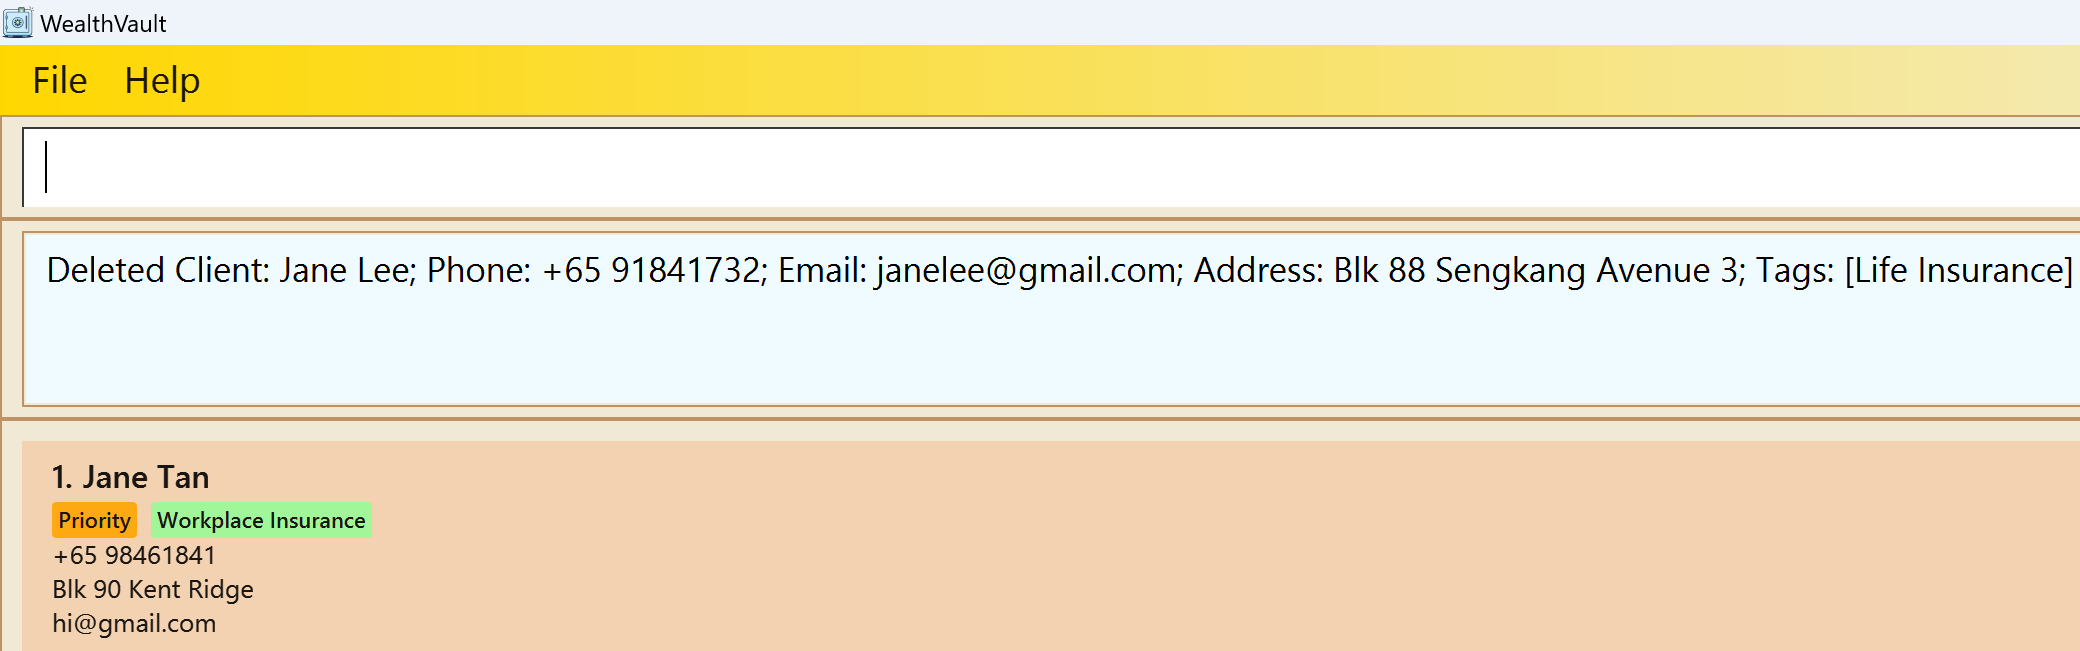 WealthVault
File Help
Deleted Client: Jane Lee; Phone: +65 91841732; Email: janelee@gmail.com; Address: Blk 88 Sengkang Avenue 3; Tags: [Life Insurance]
1. Jane Tan
Priority Workplace Insurance
+65 98461841
Blk 90 Kent Ridge
hi@gmail.com